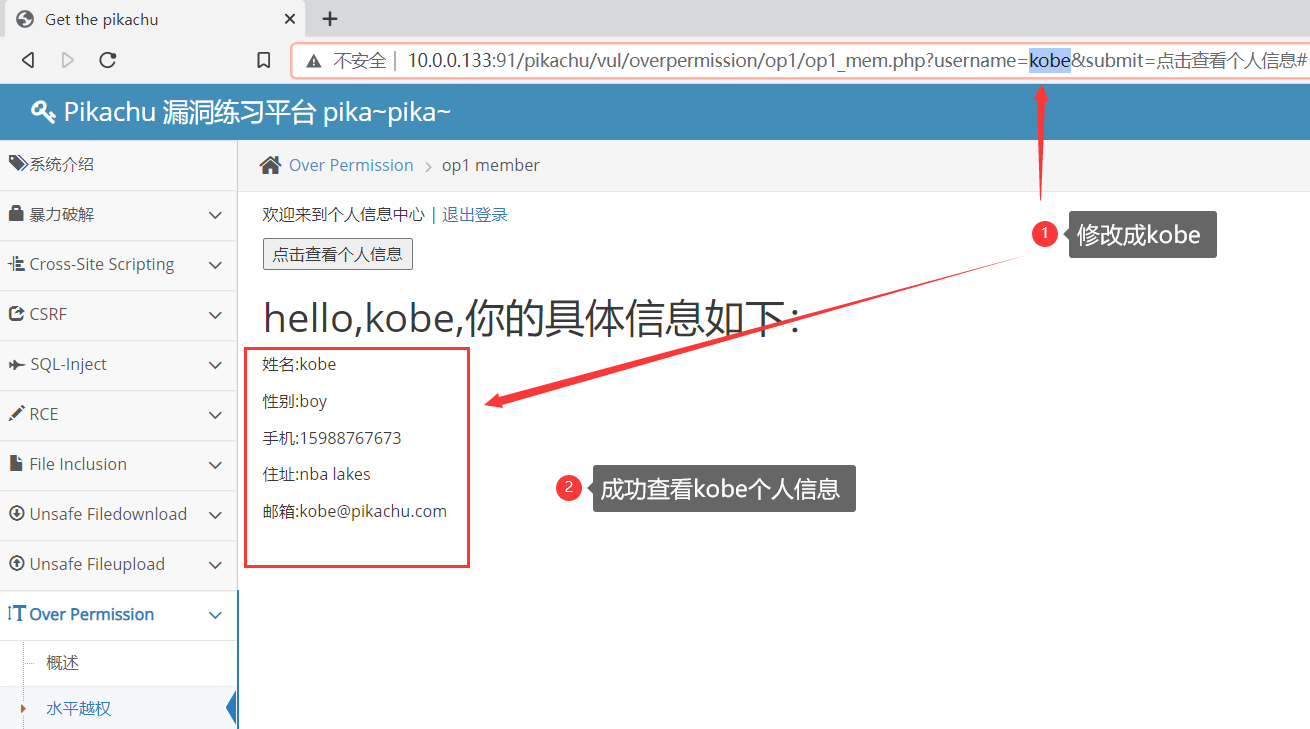 Get the pikachu
不安全 | 10.0.0.133:91/pikachu/vul/overpermission/op1/op1_mem.php?username=kobe&submit=点击查看个人信息#
Pikachu 漏洞练习平台 pika~pika~
系统介绍
Over Permission > op1 member
暴力破解
欢迎来到个人信息中心 | 退出登录
1 修改成kobe
点击查看个人信息
Cross-Site Scripting
CSRF
hello,kobe,你的具体信息如下：
SQL-Inject
姓名:kobe
性别:boy
RCE
手机:15988767673
File Inclusion
住址:nba lakes
2 成功查看kobe个人信息
Unsafe Filedownload
邮箱:kobe@pikachu.com
Unsafe Fileupload
Over Permission
概述
水平越权